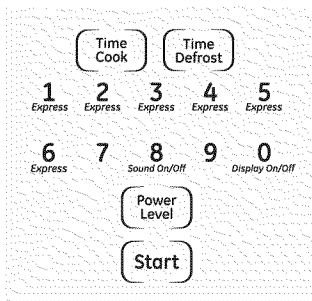 Time Cook
Time Defrost
1 2 3 4 5
Express Express Express Express Express
6 7 8 9 0
Express Sound On/Off Display On/Off
Power
Level
Start